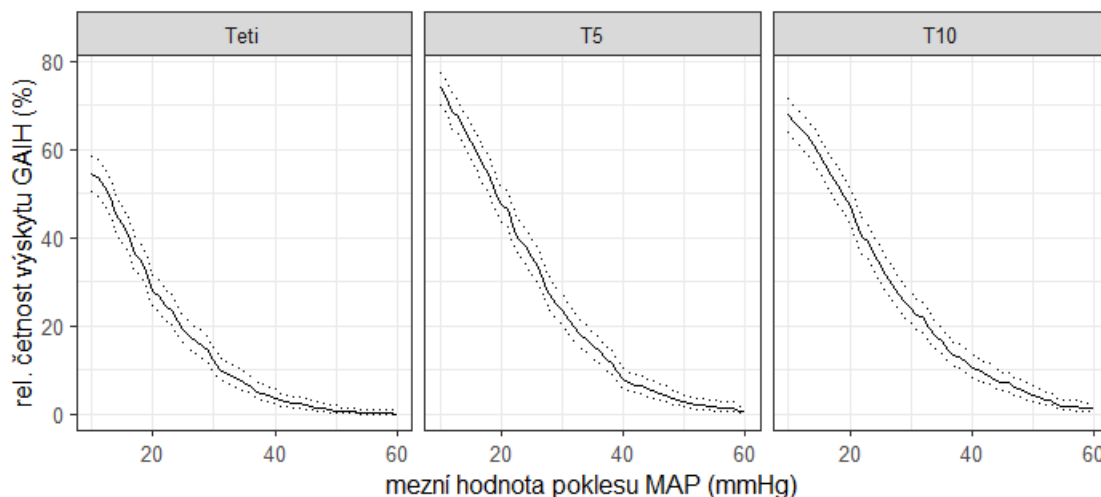 Teti T5 T10
80
60
40
20
0
20 40 60 20 40 60 20 40 60
rel. četnost výskytu GAIH (%)
mezní hodnota poklesu MAP (mmHg)